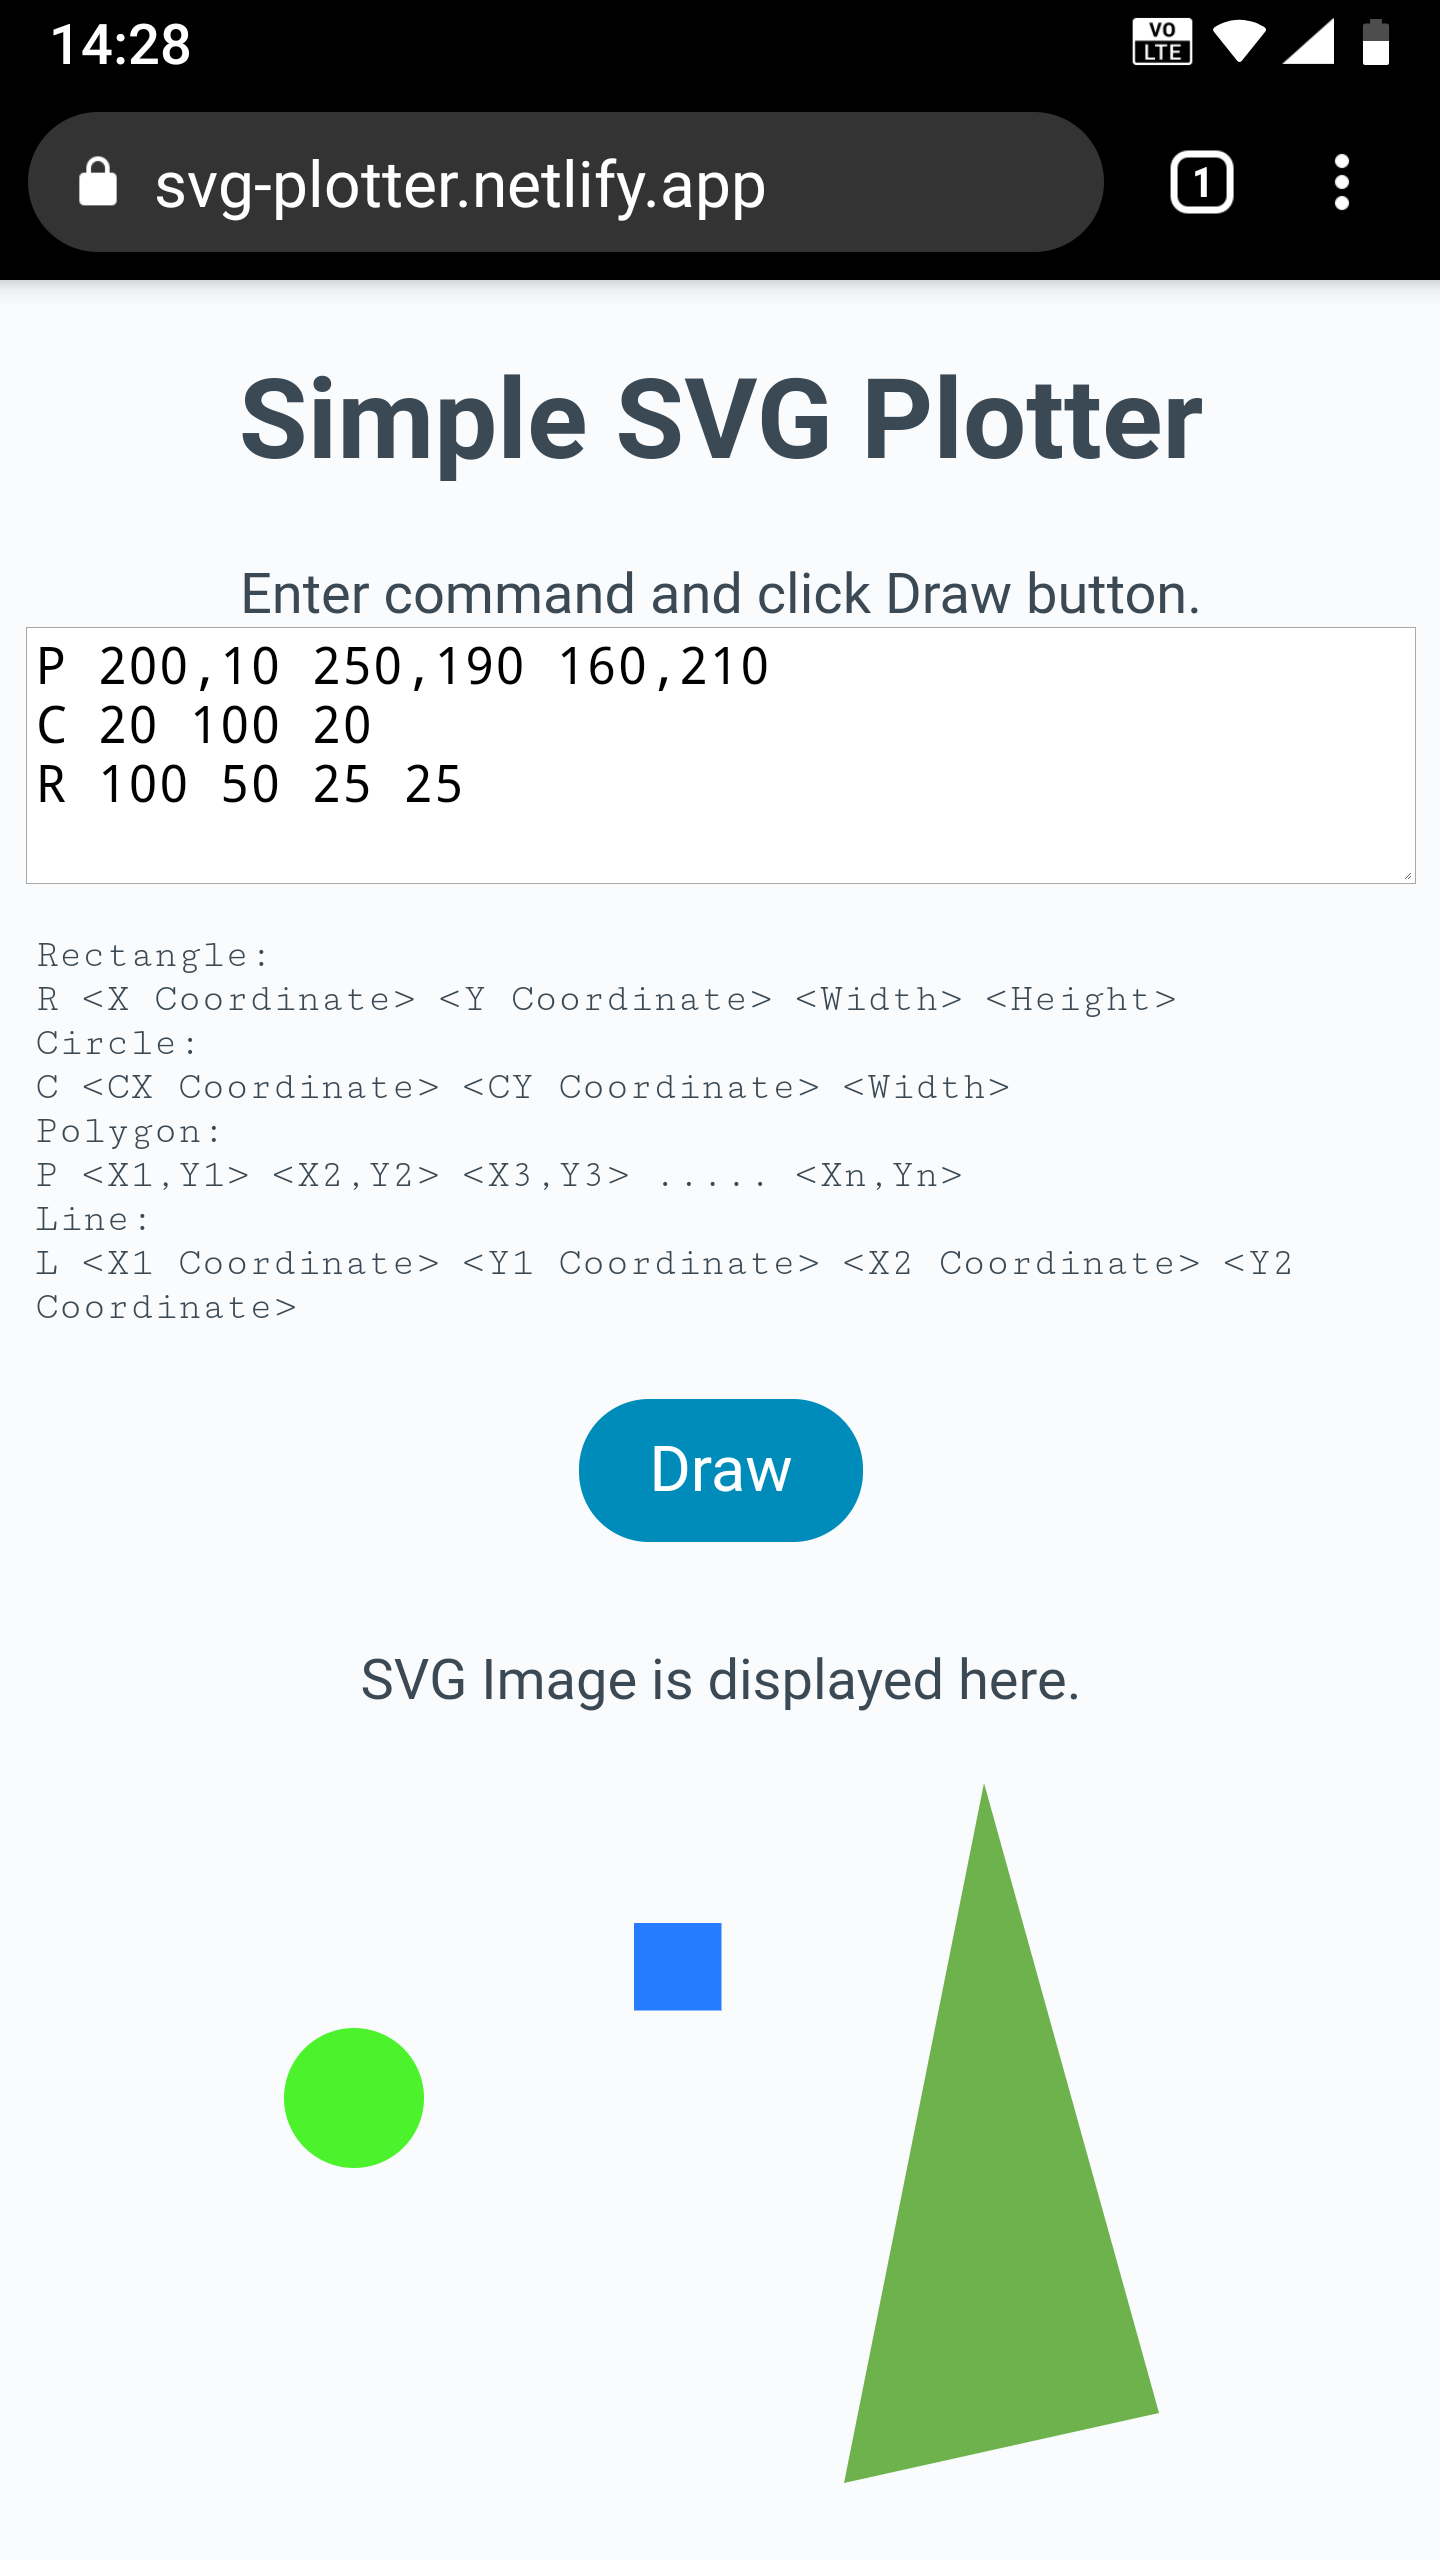 14:28
VO
LTE
svg-plotter.netlify.app
1
Simple SVG Plotter
Enter command and click Draw button.
P 200,10 250,190 160,210
C 20 100 20
R 100 50 25 25
Rectangle:
R <X Coordinate> <Y Coordinate> <Width> <Height>
Circle:
C <CX Coordinate> <CY Coordinate> <Width>
Polygon:
P <X1,Y1> <X2,Y2> <X3,Y3> ..... <Xn,Yn>
Line:
L <X1 Coordinate> <Y1 Coordinate> <X2 Coordinate> <Y2
Coordinate>
Draw
SVG Image is displayed here.